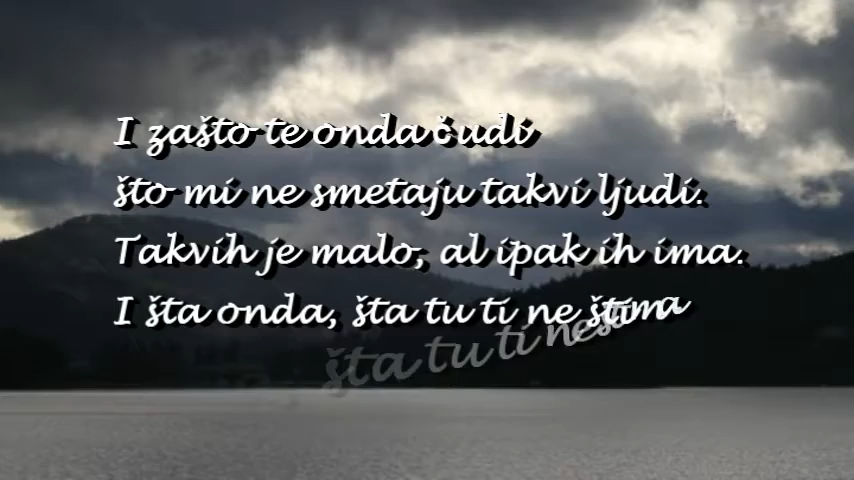 I zašto te onda čudi
što mi ne smetaju takvi ljudi.
Takvih je malo, al ipak ih ima.
I šta onda, šta tu ti ne štima
šta tu ti ne štima